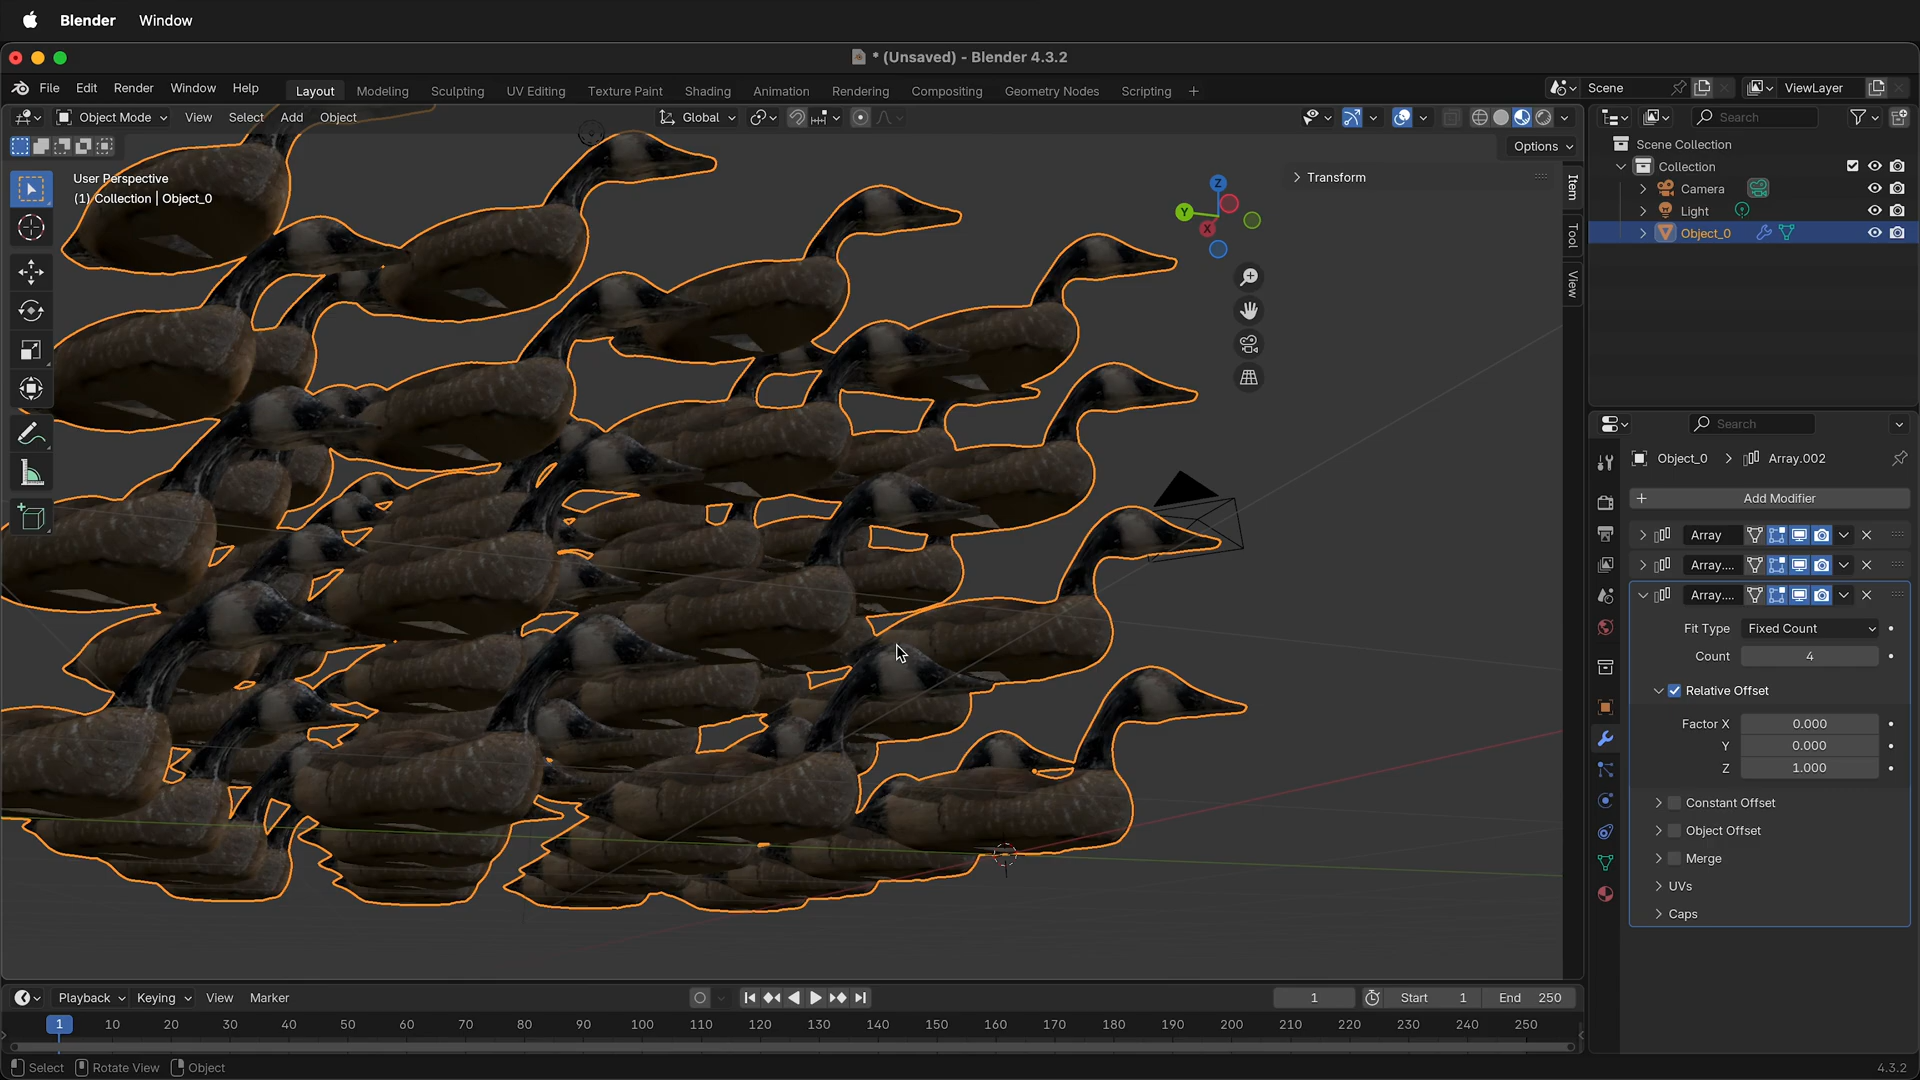 Blender Window
* (Unsaved) - Blender 4.3.2
File Edit Render Window Help Layout Modeling Sculpting UV Editing Texture Paint Shading Animation Rendering Compositing Geometry Nodes Scripting + Scene ViewLayer
Object Mode View Select Add Object Global Search
Options
User Perspective
(1) Collection | Object_0
Transform
Item
Tool
View
Z
Y
X
Scene Collection
Collection
Camera
Light
Object_0
Search
Object_0 > Array.002
+ Add Modifier
Array
Array....
Array....
Fit Type Fixed Count
Count 4
Relative Offset
Factor X 0.000
Y 0.000
Z 1.000
Constant Offset
Object Offset
Merge
UVs
Caps
Playback Keying View Marker 1 Start 1 End 250
1 10 20 30 40 50 60 70 80 90 100 110 120 130 140 150 160 170 180 190 200 210 220 230 240 250
Select Rotate View Object 4.3.2